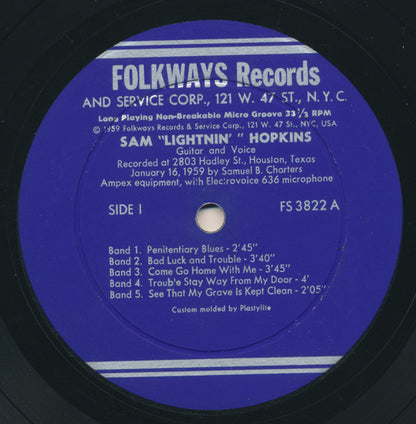 FOLKWAYS Records
AND SERVICE CORP., 121 W. 47 ST., N.Y.C.
Long Playing Non-Breakable Micro Groove 33 1/3 RPM
© 1959 Folkways Records & Service Corp., 121 W. 47 St., NYC, USA
SAM "LIGHTNIN' " HOPKINS
Guitar and Voice
Recorded at 2803 Hadley St., Houston, Texas
January 16, 1959 by Samuel B. Charters
Ampex equipment, with Electrovoice 636 microphone
SIDE I FS 3822 A
Band 1. Penitentiary Blues - 2'45"
Band 2. Bad Luck and Trouble - 3'40"
Band 3. Come Go Home With Me - 3'45"
Band 4. Trouble Stay Way From My Door - 4'
Band 5. See That My Grave Is Kept Clean - 2'05"
Custom molded by Plastylite